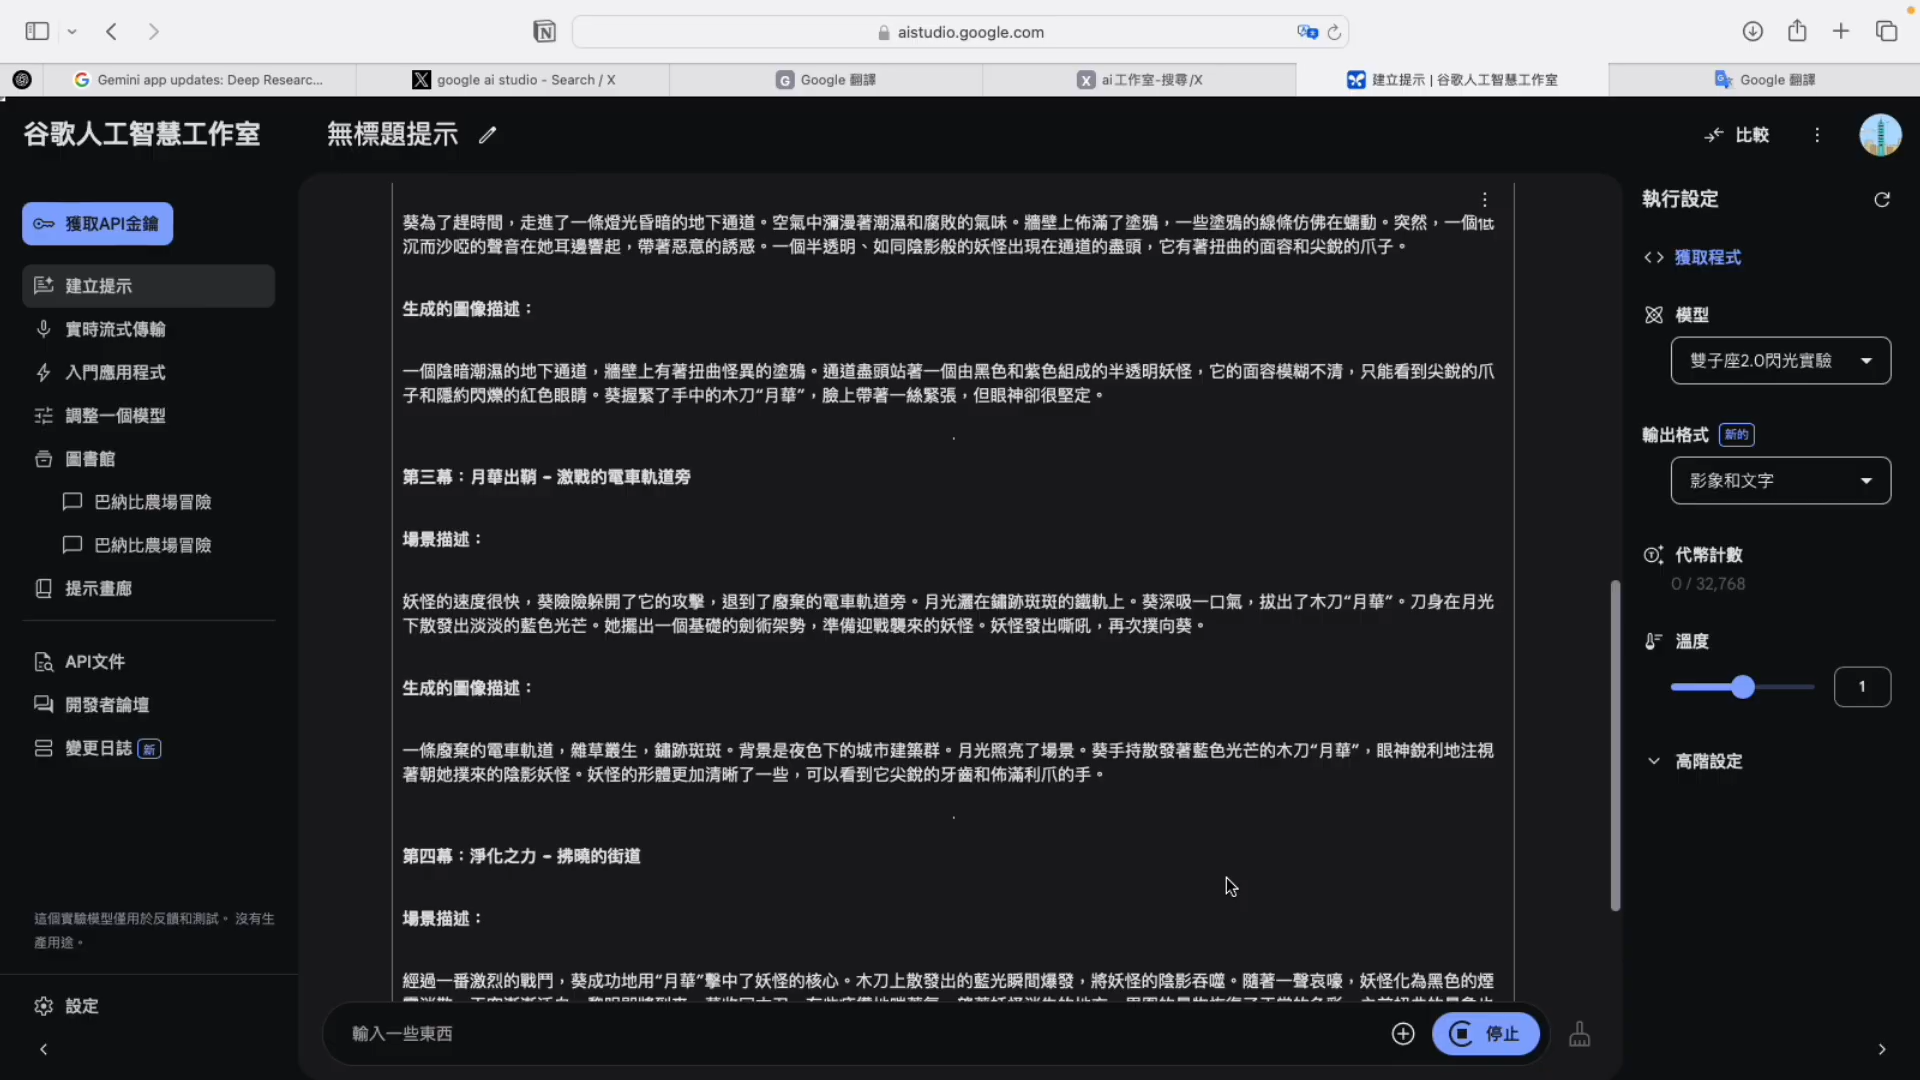 aistudio.google.com
Gemini app updates: Deep Researc...
google ai studio - Search / X
Google 翻譯
ai工作室-搜尋/X
建立提示 | 谷歌人工智慧工作室
Google 翻譯
谷歌人工智慧工作室
無標題提示
比較
獲取API金鑰
建立提示
實時流式傳輸
入門應用程式
調整一個模型
圖書館
巴納比農場冒險
巴納比農場冒險
提示畫廊
API文件
開發者論壇
變更日誌 新
這個實驗模型僅用於反饋和測試。 沒有生
產用途。
設定
葵為了趕時間，走進了一條燈光昏暗的地下通道。空氣中瀰漫著潮濕和腐敗的氣味。牆壁上佈滿了塗鴉，一些塗鴉的線條仿佛在蠕動。突然，一個低
沉而沙啞的聲音在她耳邊響起，帶著惡意的誘惑。一個半透明、如同陰影般的妖怪出現在通道的盡頭，它有著扭曲的面容和尖銳的爪子。
生成的圖像描述：
一個陰暗潮濕的地下通道，牆壁上有著扭曲怪異的塗鴉。通道盡頭站著一個由黑色和紫色組成的半透明妖怪，它的面容模糊不清，只能看到尖銳的爪
子和隱約閃爍的紅色眼睛。葵握緊了手中的木刀“月華”，臉上帶著一絲緊張，但眼神卻很堅定。
第三幕：月華出鞘 – 激戰的電車軌道旁
場景描述：
妖怪的速度很快，葵險險躲開了它的攻擊，退到了廢棄的電車軌道旁。月光灑在鏽跡斑斑的鐵軌上。葵深吸一口氣，拔出了木刀“月華”。刀身在月光
下散發出淡淡的藍色光芒。她擺出一個基礎的劍術架勢，準備迎戰襲來的妖怪。妖怪發出嘶吼，再次撲向葵。
生成的圖像描述：
一條廢棄的電車軌道，雜草叢生，鏽跡斑斑。背景是夜色下的城市建築群。月光照亮了場景。葵手持散發著藍色光芒的木刀“月華”，眼神銳利地注視
著朝她撲來的陰影妖怪。妖怪的形體更加清晰了一些，可以看到它尖銳的牙齒和佈滿利爪的手。
第四幕：淨化之力 – 拂曉的街道
場景描述：
經過一番激烈的戰鬥，葵成功地用“月華”擊中了妖怪的核心。木刀上散發出的藍光瞬間爆發，將妖怪的陰影吞噬。隨著一聲哀嚎，妖怪化為黑色的煙
輸入一些東西
停止
執行設定
獲取程式
模型
雙子座2.0閃光實驗
輸出格式 新的
影象和文字
代幣計數
0 / 32,768
溫度
1
高階設定